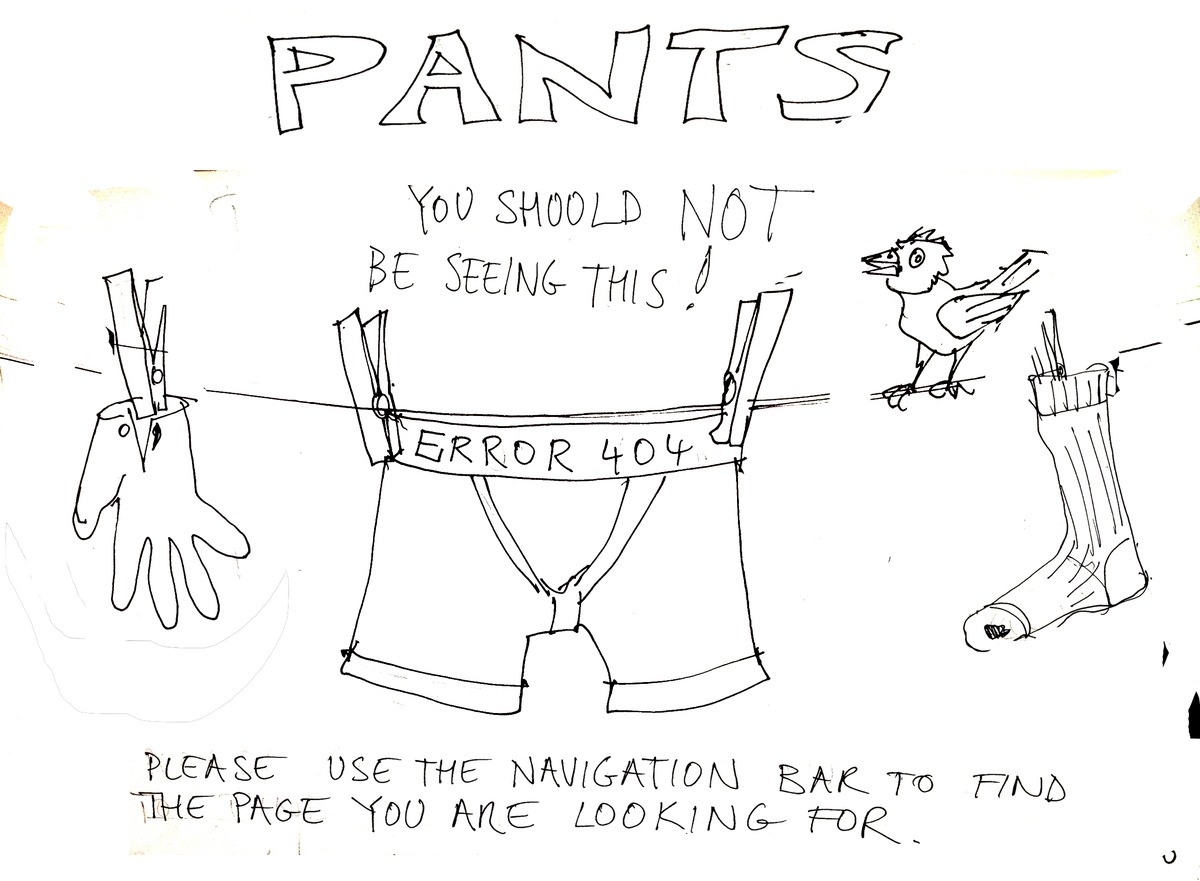 PANTS
YOU SHOULD NOT
BE SEEING THIS!
ERROR 404
PLEASE USE THE NAVIGATION BAR TO FIND
THE PAGE YOU ARE LOOKING FOR.